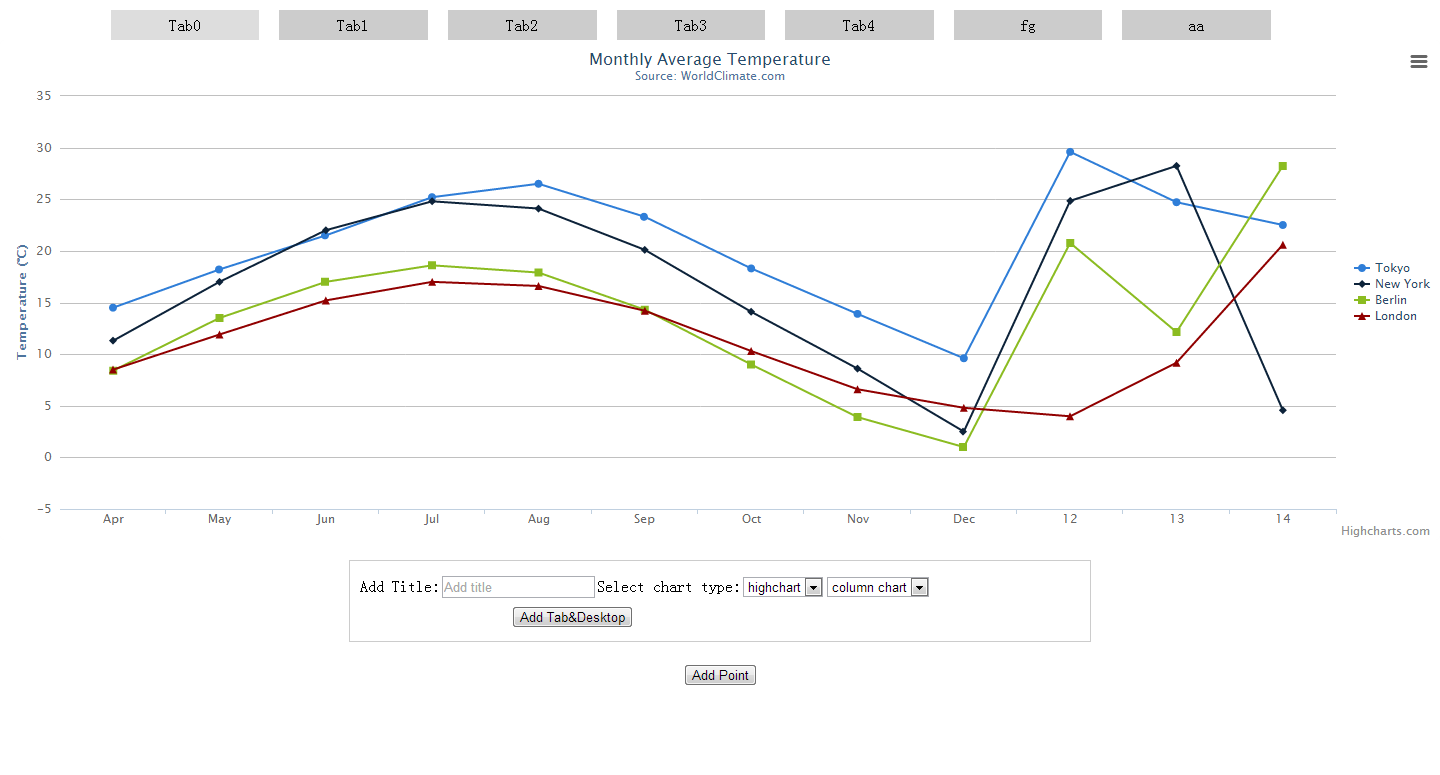 Tab0 Tab1 Tab2 Tab3 Tab4 fg aa
Monthly Average Temperature
Source: WorldClimate.com
35
30
25
20
15
10
5
0
−5
Temperature (℃)
Apr May Jun Jul Aug Sep Oct Nov Dec 12 13 14
Tokyo
New York
Berlin
London
Highcharts.com
Add Title: Add title Select chart type: highchart column chart
Add Tab&Desktop
Add Point